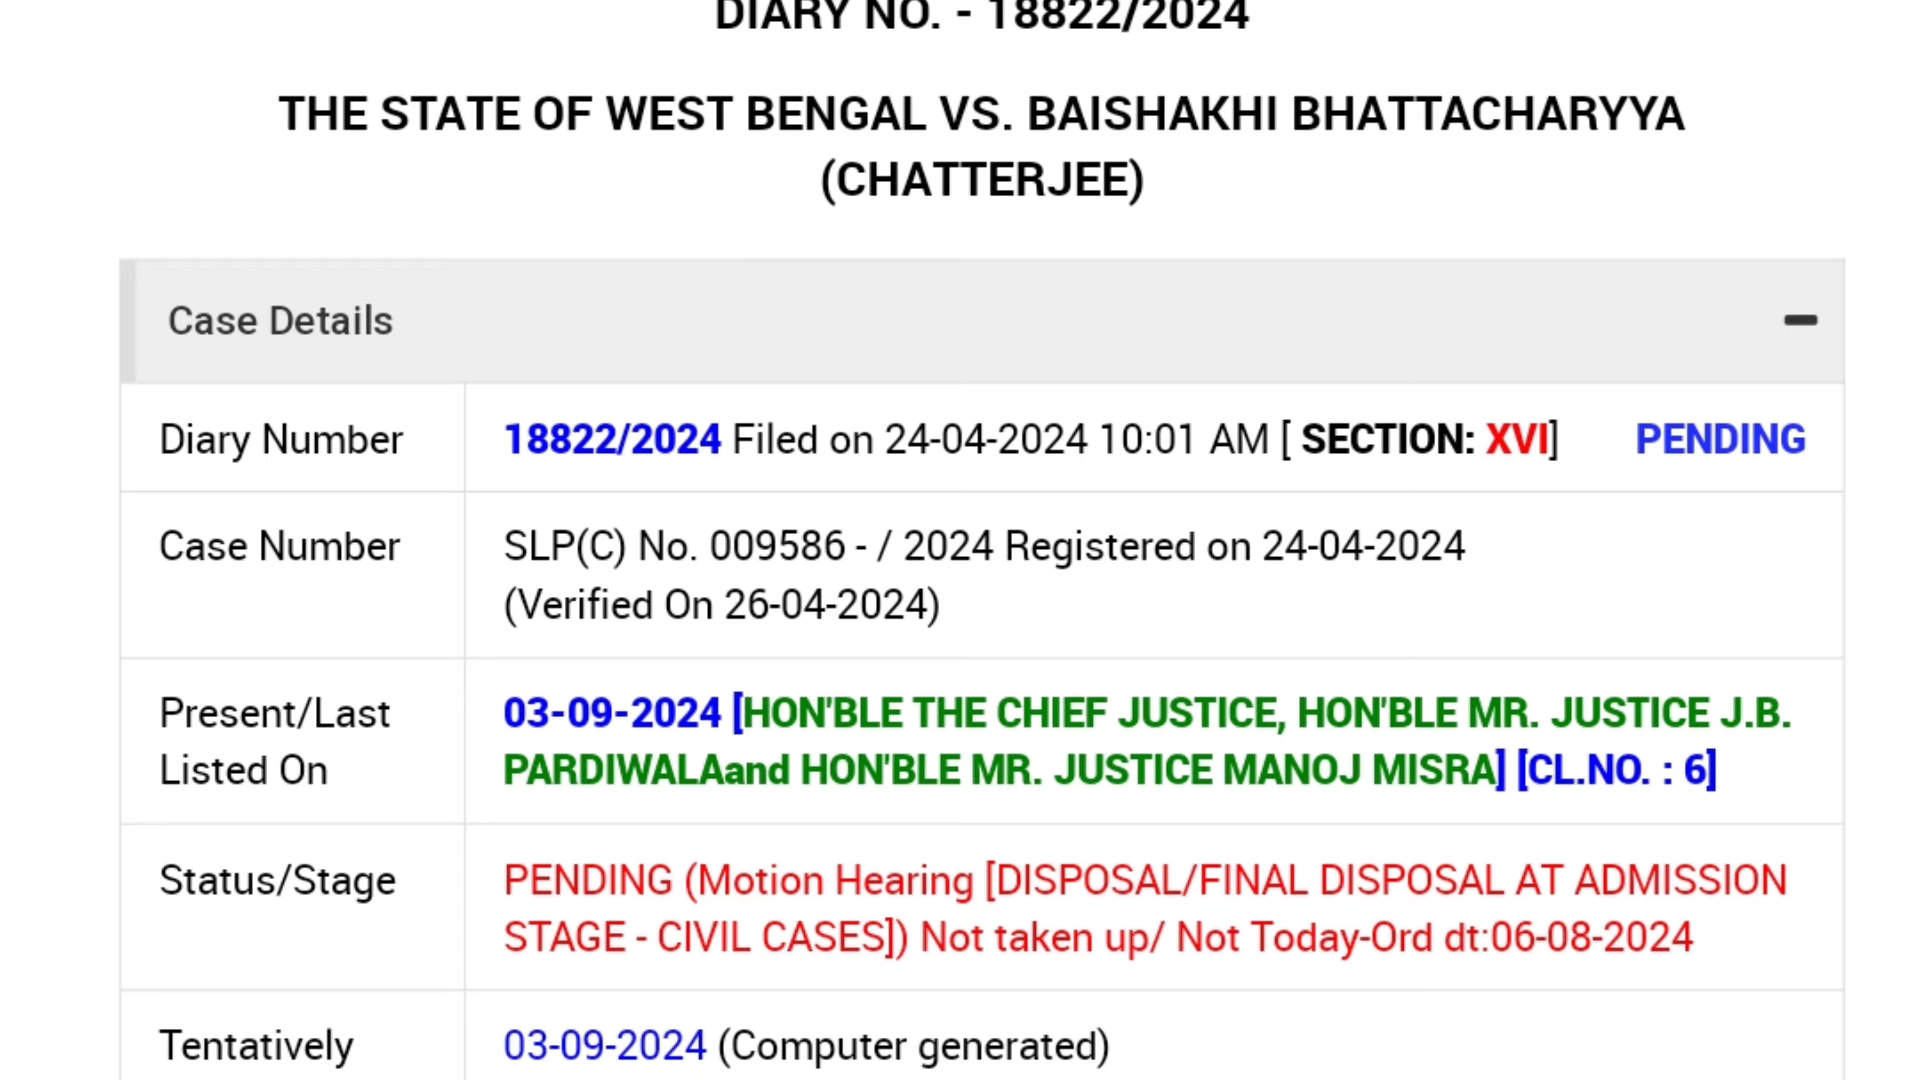 DIARY NO. - 18822/2024
THE STATE OF WEST BENGAL VS. BAISHAKHI BHATTACHARYYA
(CHATTERJEE)
Case Details
Diary Number
18822/2024 Filed on 24-04-2024 10:01 AM [ SECTION: XVI] PENDING
Case Number
SLP(C) No. 009586 - / 2024 Registered on 24-04-2024
(Verified On 26-04-2024)
Present/Last
Listed On
03-09-2024 [HON'BLE THE CHIEF JUSTICE, HON'BLE MR. JUSTICE J.B.
PARDIWALAand HON'BLE MR. JUSTICE MANOJ MISRA] [CL.NO. : 6]
Status/Stage
PENDING (Motion Hearing [DISPOSAL/FINAL DISPOSAL AT ADMISSION
STAGE - CIVIL CASES]) Not taken up/ Not Today-Ord dt:06-08-2024
Tentatively
03-09-2024 (Computer generated)